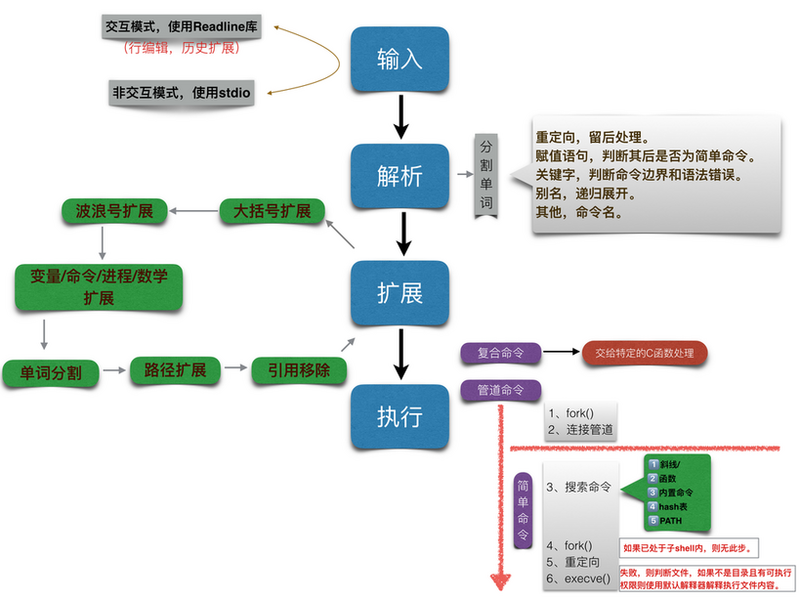 交互模式，使用Readline库
（行编辑，历史扩展）
非交互模式，使用stdio
输入
解析
分割单词
重定向，留后处理。
赋值语句，判断其后是否为简单命令。
关键字，判断命令边界和语法错误。
别名，递归展开。
其他，命令名。
波浪号扩展
大括号扩展
变量/命令/进程/数学
扩展
扩展
单词分割
路径扩展
引用移除
执行
复合命令
交给特定的C函数处理
管道命令
1、fork()
2、连接管道
简单命令
3、搜索命令
1 斜线/
2 函数
3 内置命令
4 hash表
5 PATH
4、fork()
如果已处于子shell内，则无此步。
5、重定向
6、execve()
失败，则判断文件，如果不是目录且有可执行
权限则使用默认解释器解释执行文件内容。